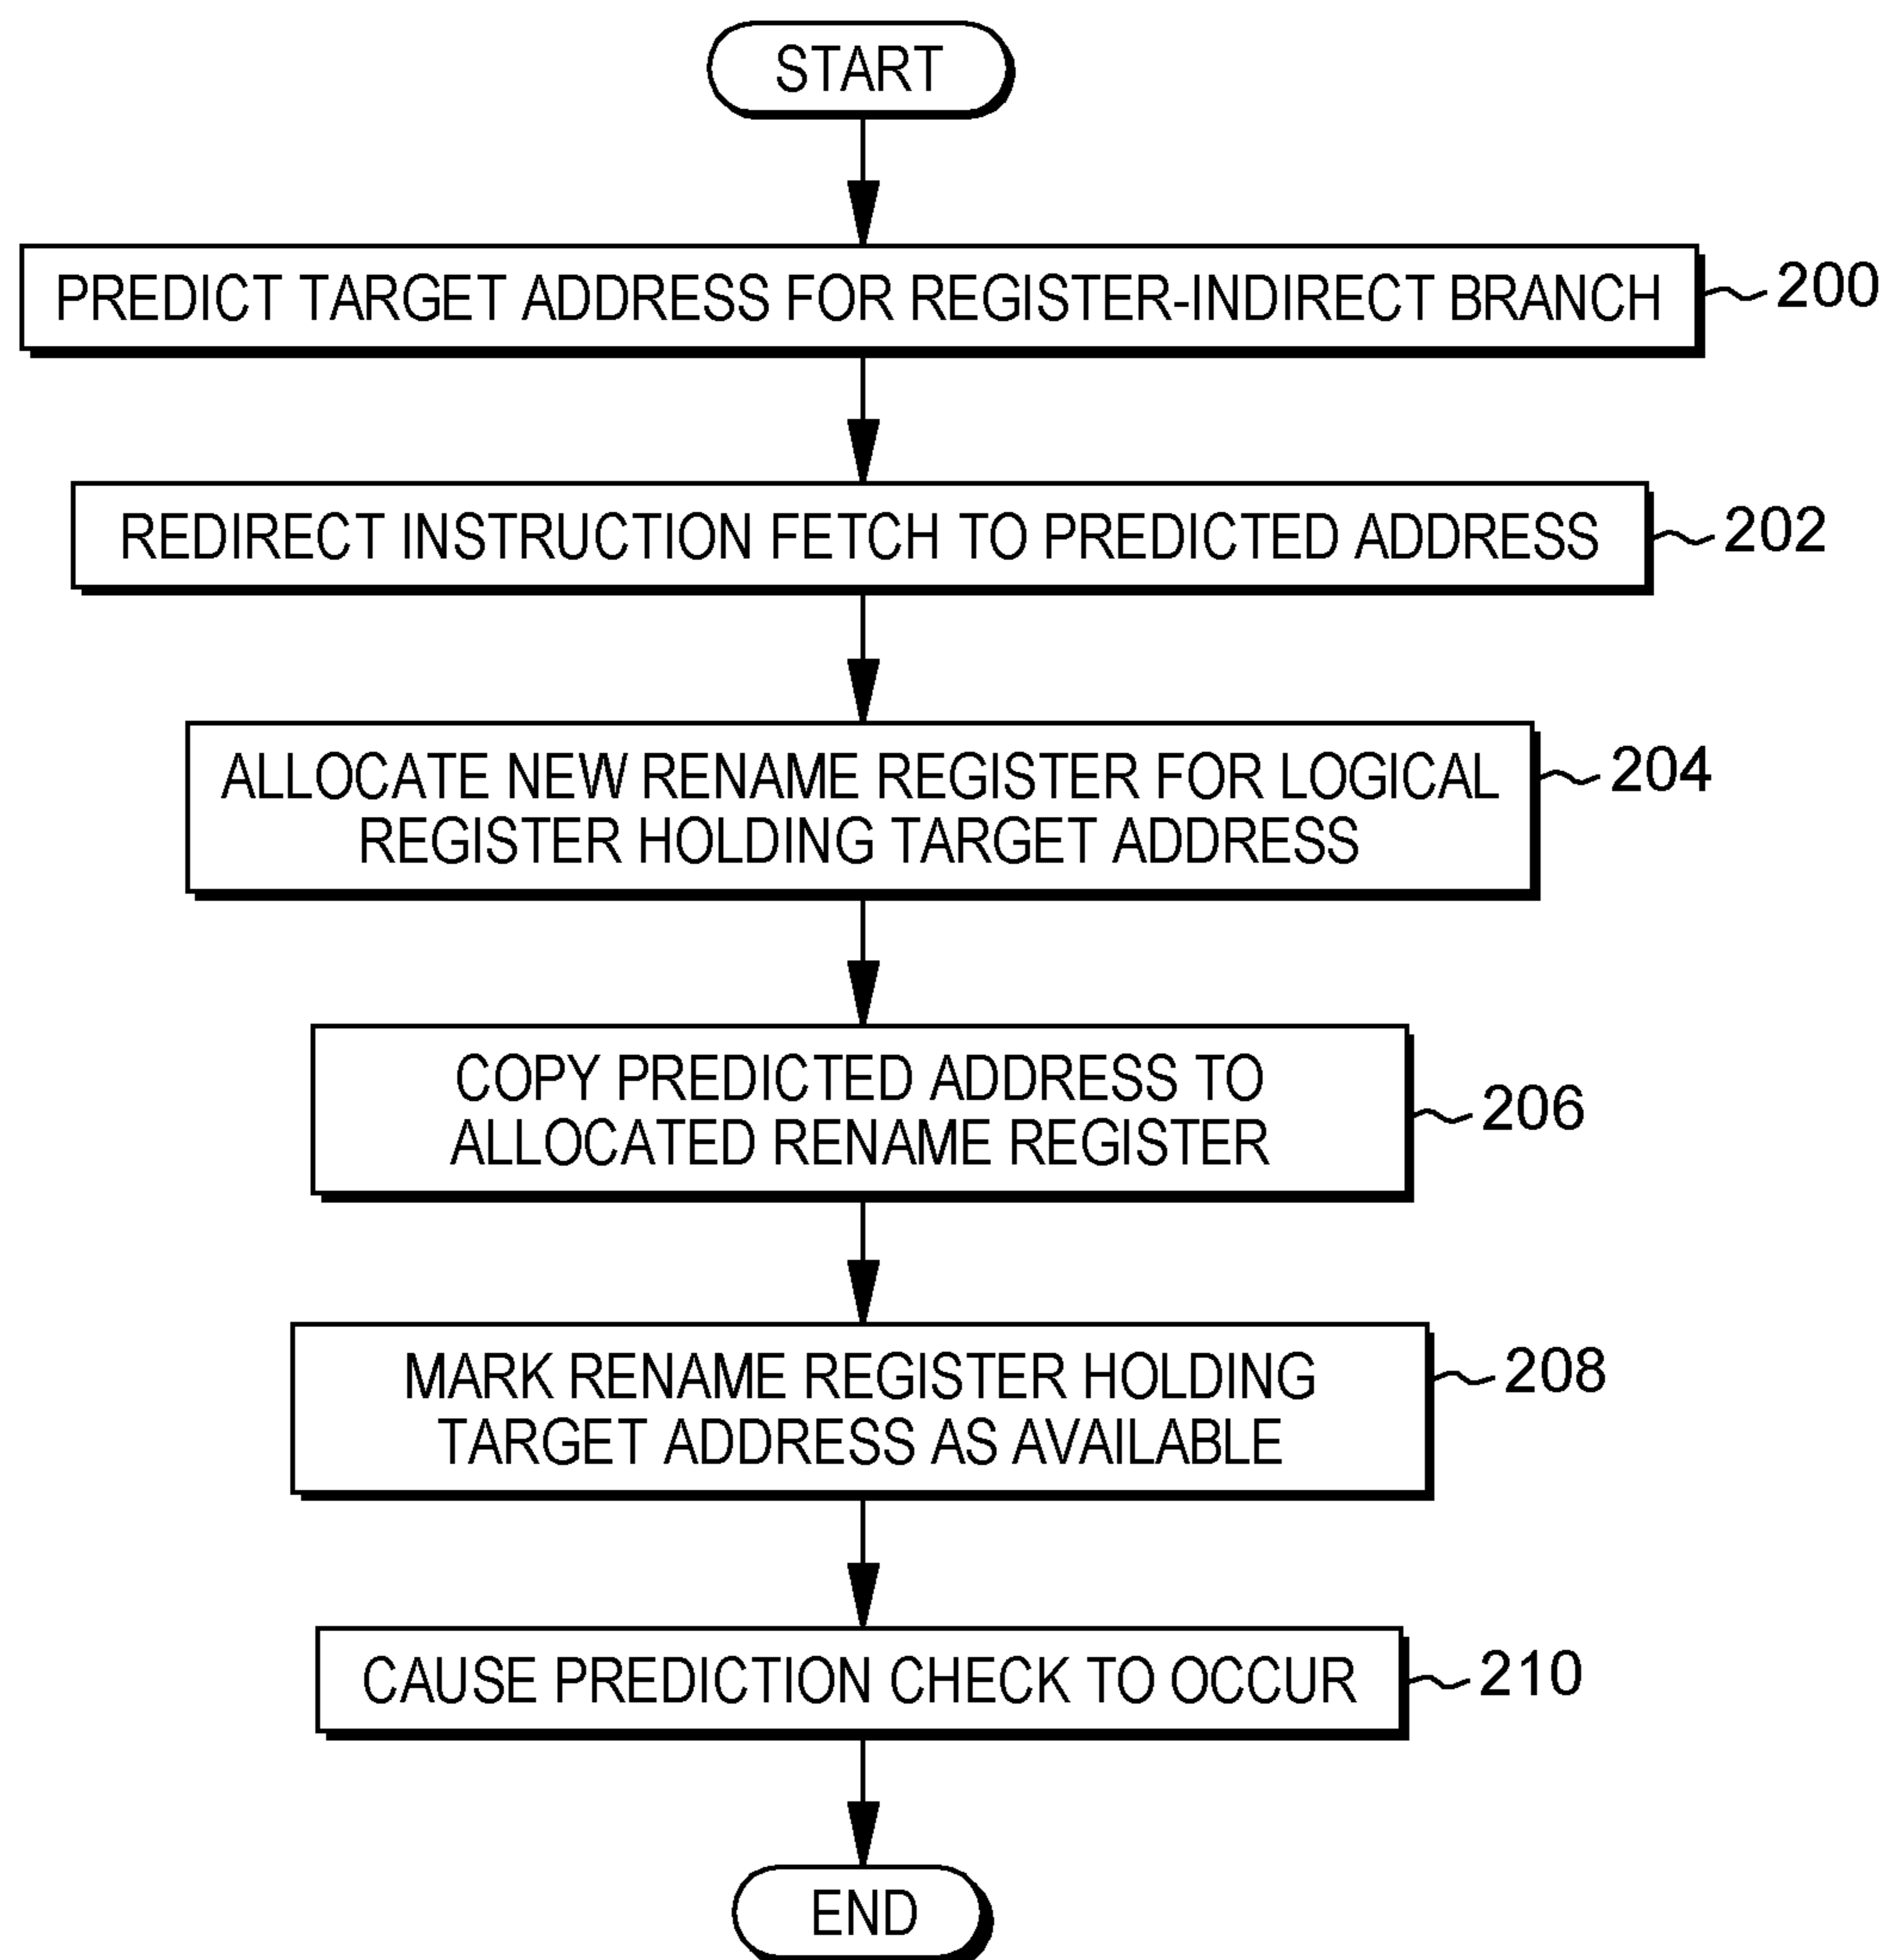 START
PREDICT TARGET ADDRESS FOR REGISTER-INDIRECT BRANCH
200
REDIRECT INSTRUCTION FETCH TO PREDICTED ADDRESS
202
ALLOCATE NEW RENAME REGISTER FOR LOGICAL
REGISTER HOLDING TARGET ADDRESS
204
COPY PREDICTED ADDRESS TO
ALLOCATED RENAME REGISTER
206
MARK RENAME REGISTER HOLDING
TARGET ADDRESS AS AVAILABLE
208
CAUSE PREDICTION CHECK TO OCCUR
210
END